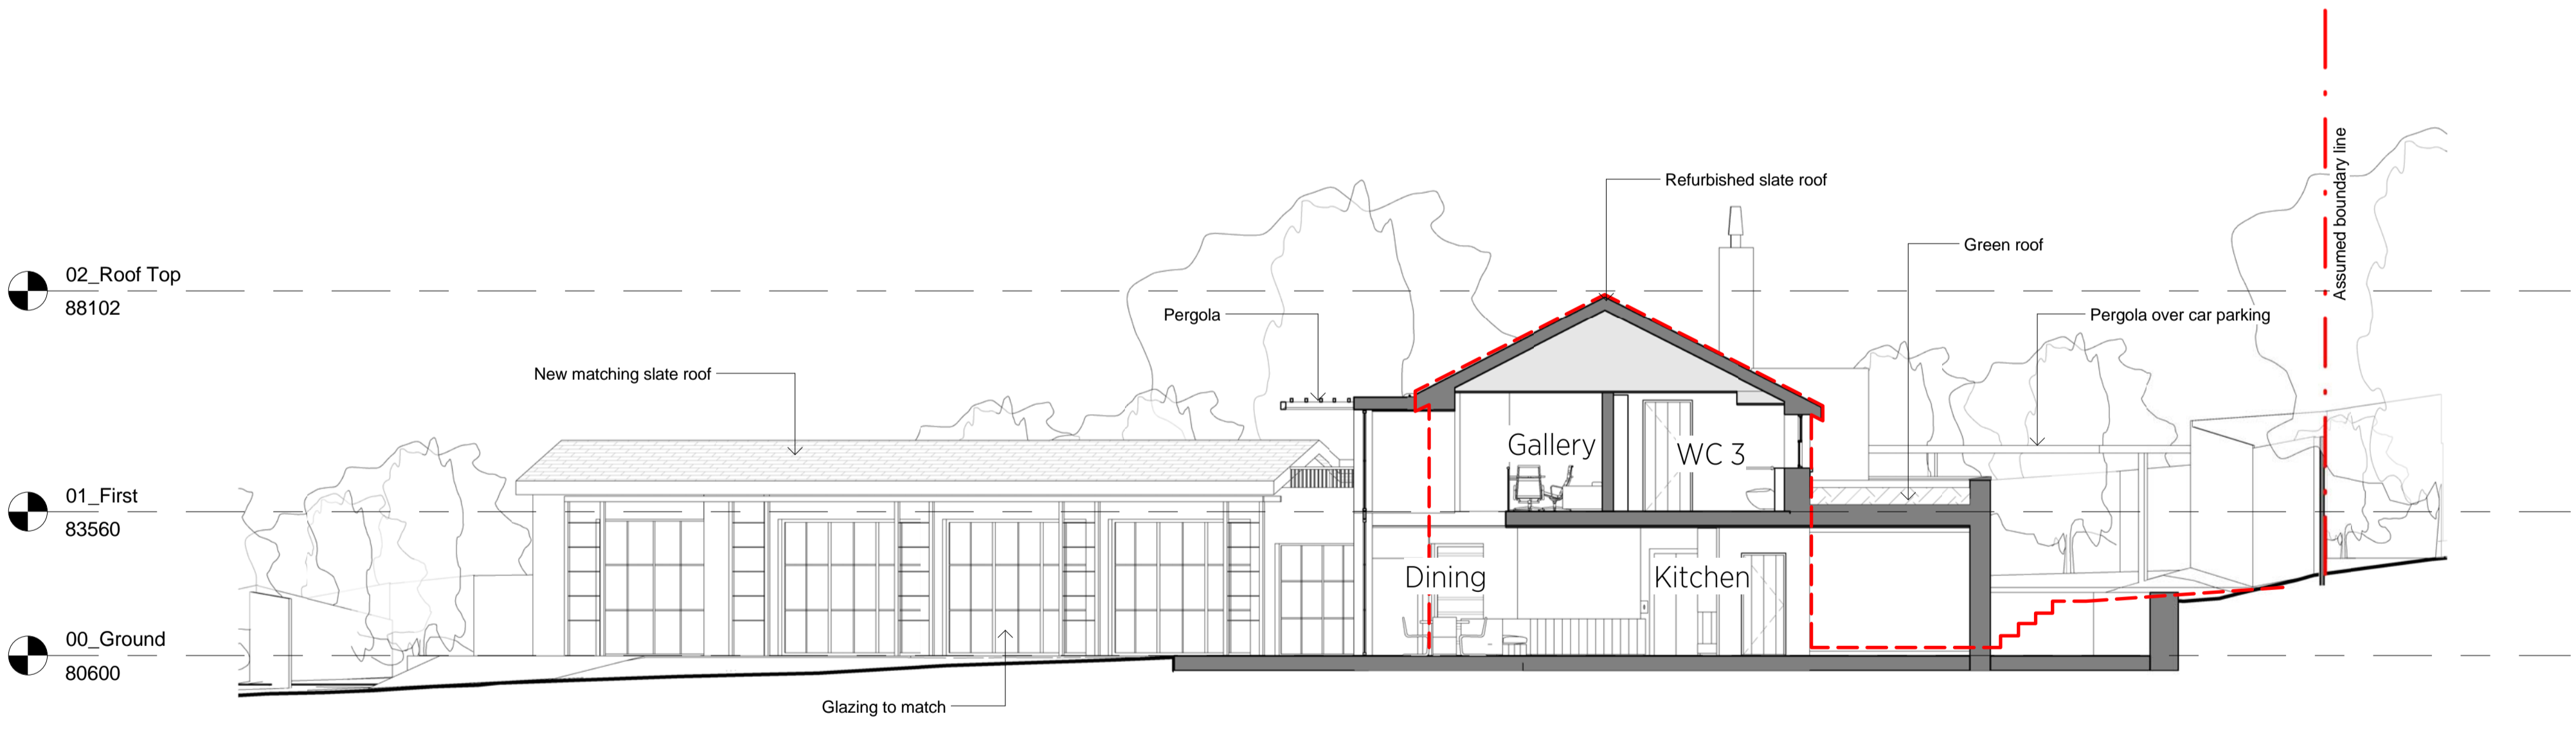 Assumed boundary line
Refurbished slate roof
Green roof
02_Roof Top
88102
Pergola
Pergola over car parking
New matching slate roof
Gallery
WC 3
01_First
83560
Dining
Kitchen
00_Ground
80600
Glazing to match